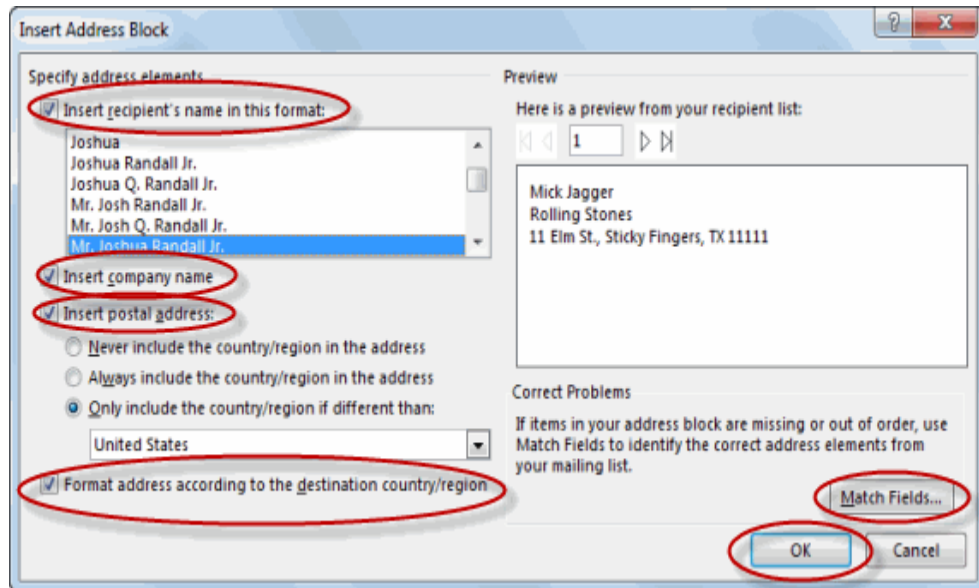 Insert Address Block
Specify address elements
Insert recipient's name in this format:
Joshua
Joshua Randall Jr.
Joshua Q. Randall Jr.
Mr. Josh Randall Jr.
Mr. Josh Q. Randall Jr.
Mr. Joshua Randall Jr.
Insert company name
Insert postal address:
Never include the country/region in the address
Always include the country/region in the address
Only include the country/region if different than:
United States
Format address according to the destination country/region
Preview
Here is a preview from your recipient list:
1
Mick Jagger
Rolling Stones
11 Elm St., Sticky Fingers, TX 11111
Correct Problems
If items in your address block are missing or out of order, use
Match Fields to identify the correct address elements from
your mailing list.
Match Fields...
OK
Cancel